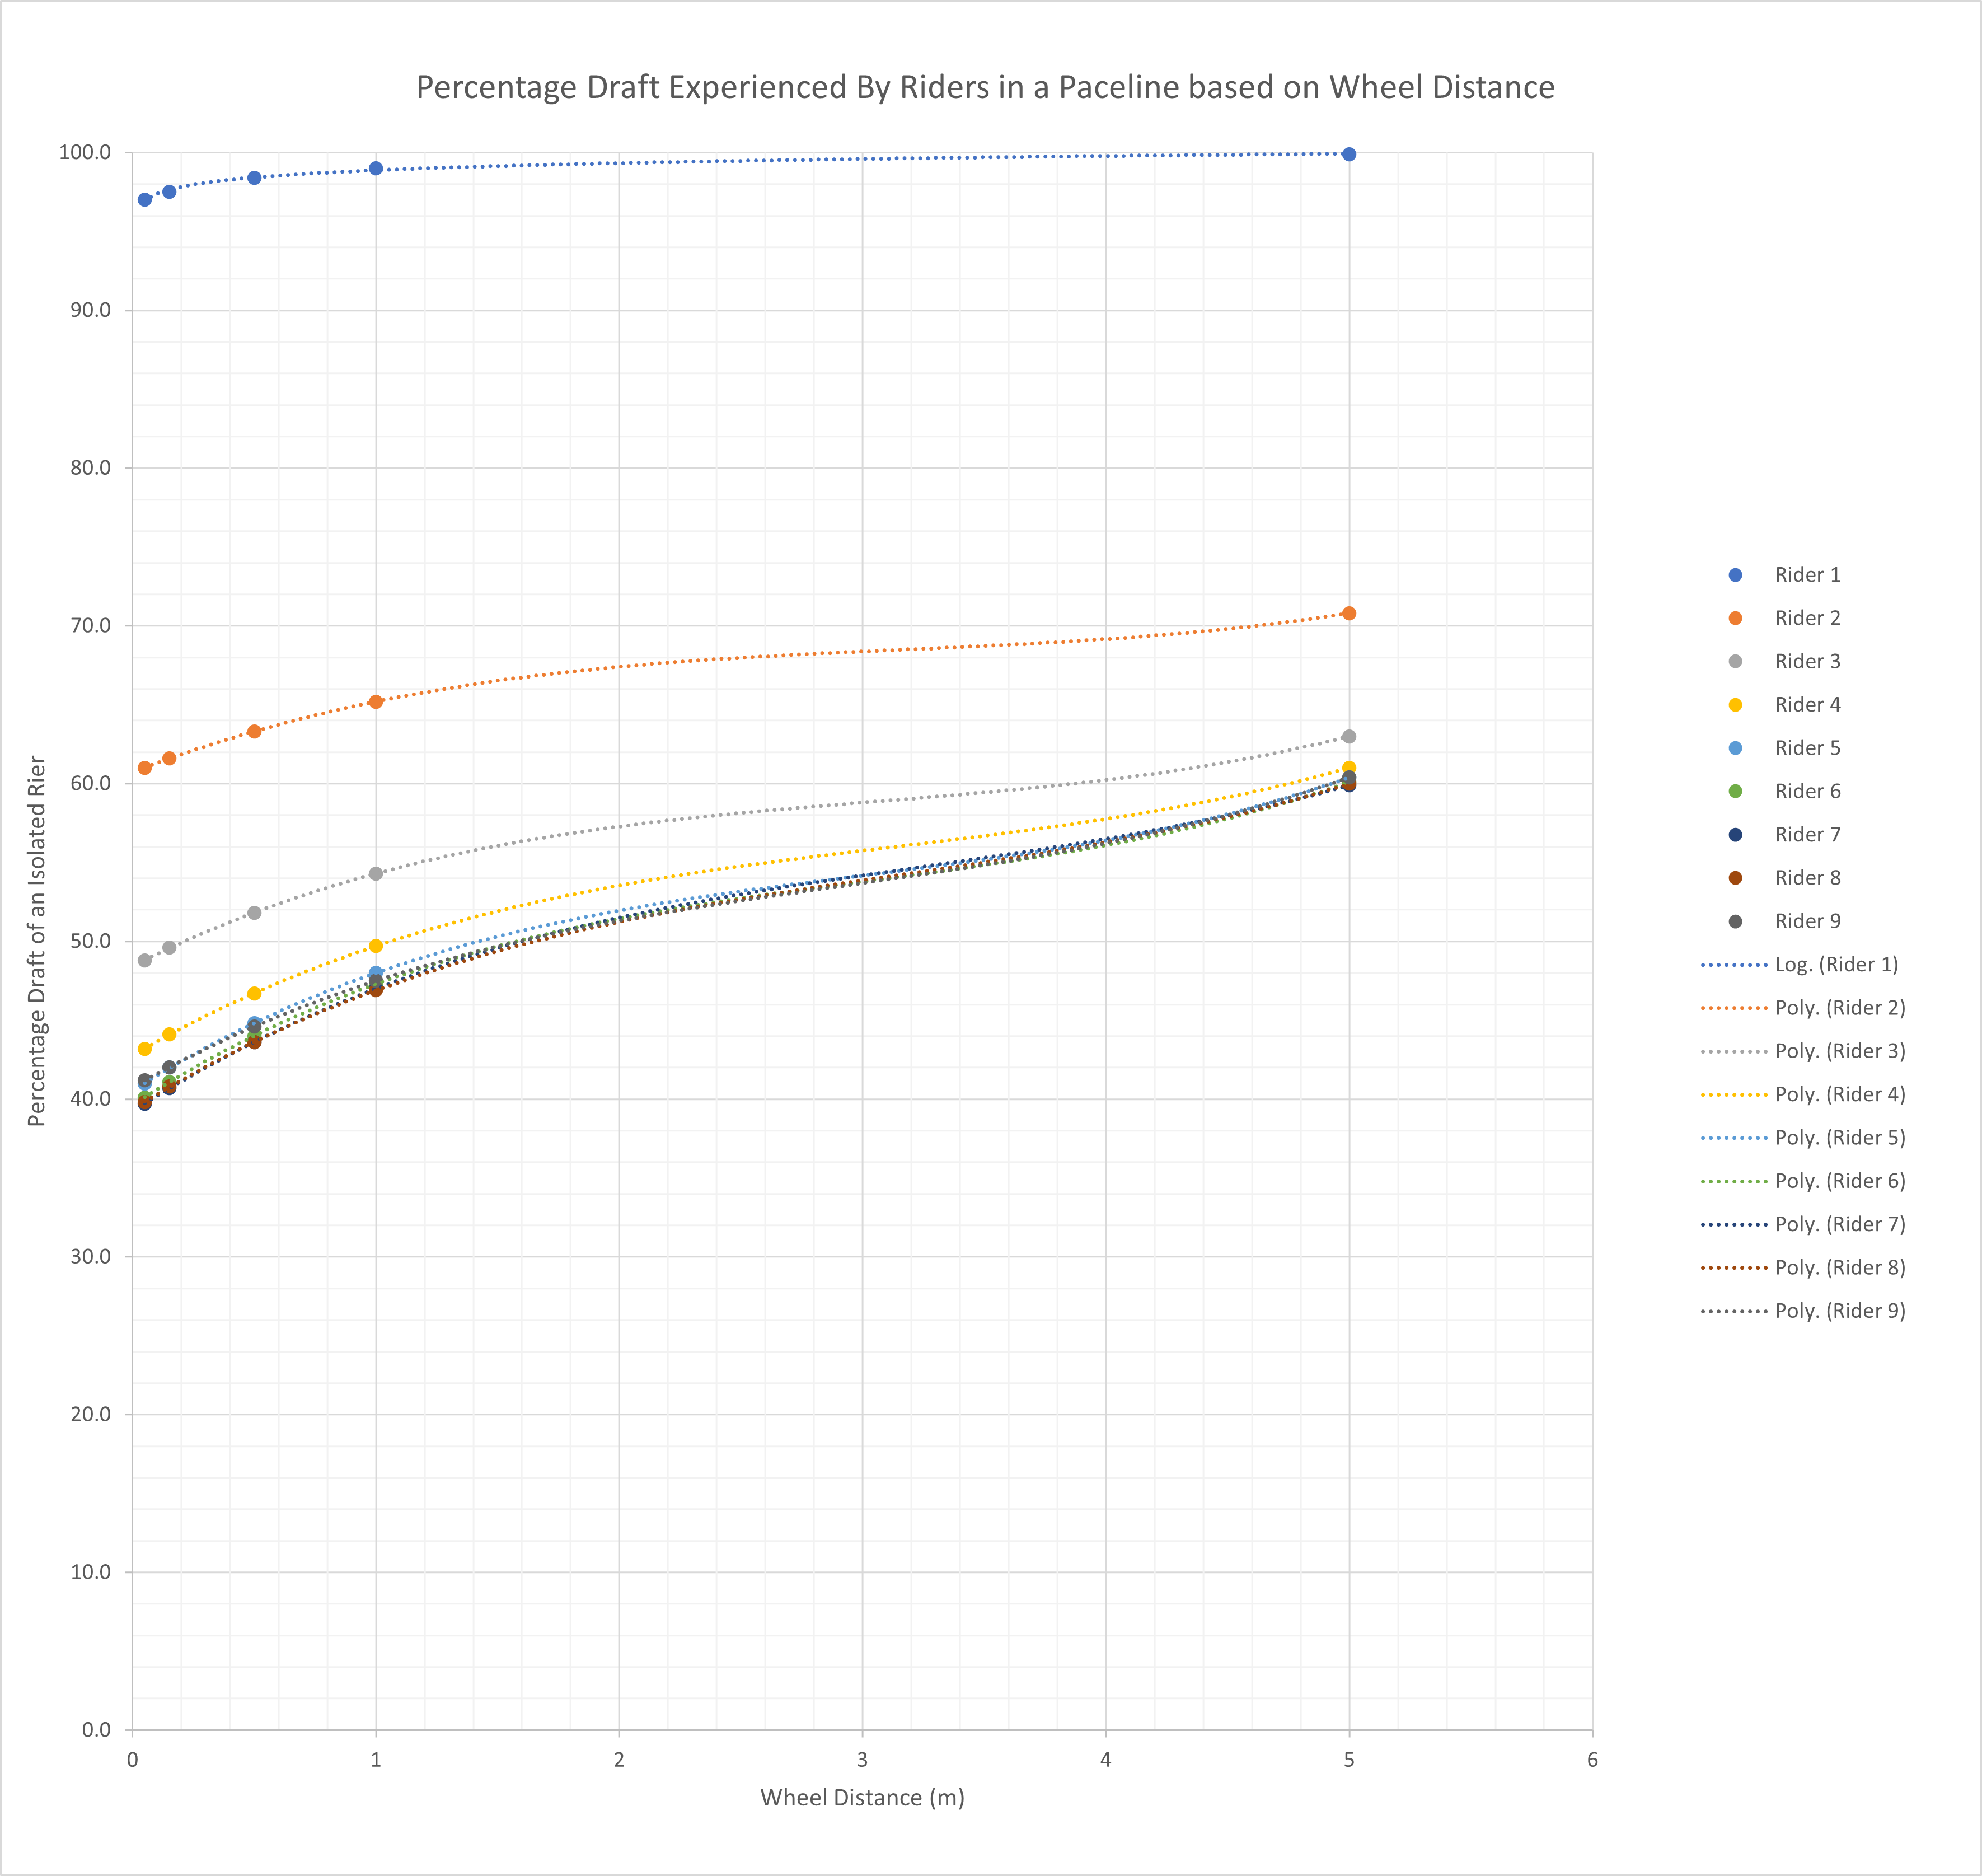 Percentage Draft Experienced By Riders in a Paceline based on Wheel Distance
Percentage Draft of an Isolated Rier
100.0
90.0
80.0
70.0
60.0
50.0
40.0
30.0
20.0
10.0
0.0
0 1 2 3 4 5 6
Wheel Distance (m)
Rider 1
Rider 2
Rider 3
Rider 4
Rider 5
Rider 6
Rider 7
Rider 8
Rider 9
Log. (Rider 1)
Poly. (Rider 2)
Poly. (Rider 3)
Poly. (Rider 4)
Poly. (Rider 5)
Poly. (Rider 6)
Poly. (Rider 7)
Poly. (Rider 8)
Poly. (Rider 9)